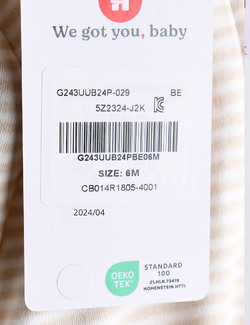 We got you, baby
G243UUB24P-029 BE
5Z2324-J2K
G243UUB24PBE06M
SIZE: 6M
CB014R1805-4001
2024/04
OEKO
TEX®
STANDARD
100
21.HLK.73419
HOHENSTEIN HTTI